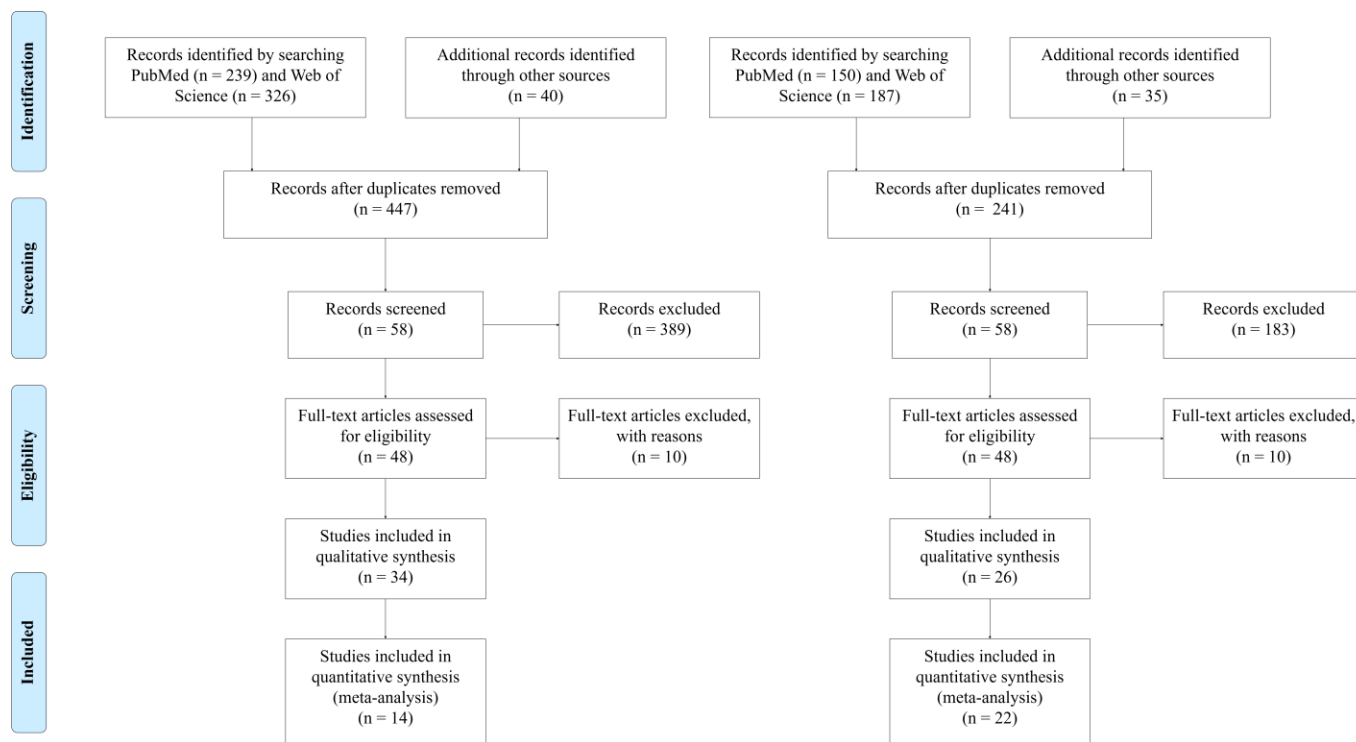 Identification
Records identified by searching
PubMed (n = 239) and Web of
Science (n = 326)
Additional records identified
through other sources
(n = 40)
Records identified by searching
PubMed (n = 150) and Web of
Science (n = 187)
Additional records identified
through other sources
(n = 35)
Records after duplicates removed
(n = 447)
Records after duplicates removed
(n = 241)
Screening
Records screened
(n = 58)
Records excluded
(n = 389)
Records screened
(n = 58)
Records excluded
(n = 183)
Eligibility
Full-text articles assessed
for eligibility
(n = 48)
Full-text articles excluded,
with reasons
(n = 10)
Full-text articles assessed
for eligibility
(n = 48)
Full-text articles excluded,
with reasons
(n = 10)
Studies included in
qualitative synthesis
(n = 34)
Studies included in
qualitative synthesis
(n = 26)
Included
Studies included in
quantitative synthesis
(meta-analysis)
(n = 14)
Studies included in
quantitative synthesis
(meta-analysis)
(n = 22)